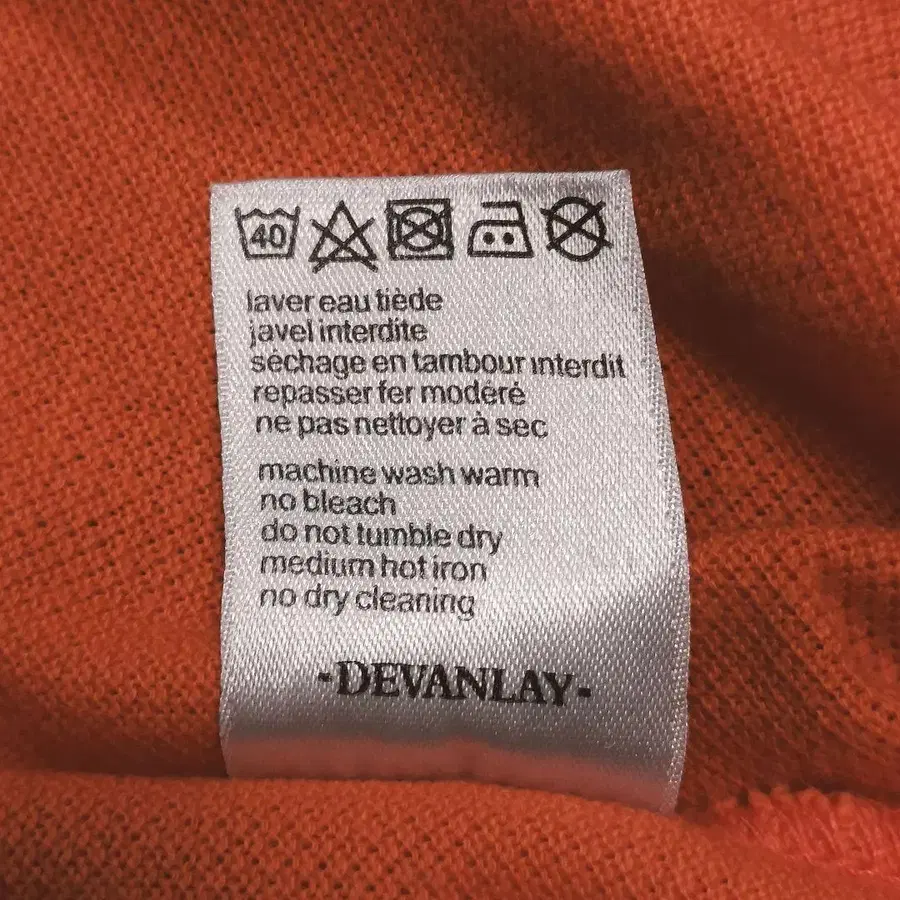 40
laver eau tiède
javel interdite
séchage en tambour interdit
repasser fer modéré
ne pas nettoyer à sec
machine wash warm
no bleach
do not tumble dry
medium hot iron
no dry cleaning
-DEVANLAY-